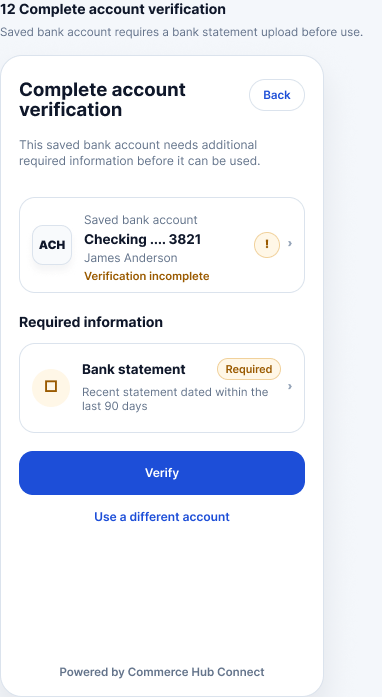 12 Complete account verification
Saved bank account requires a bank statement upload before use.
Complete account
verification
Back
This saved bank account needs additional
required information before it can be used.
Saved bank account
ACH
Checking .... 3821
!
James Anderson
Verification incomplete
Required information
Bank statement
Required
Recent statement dated within the
last 90 days
Verify
Use a different account
Powered by Commerce Hub Connect